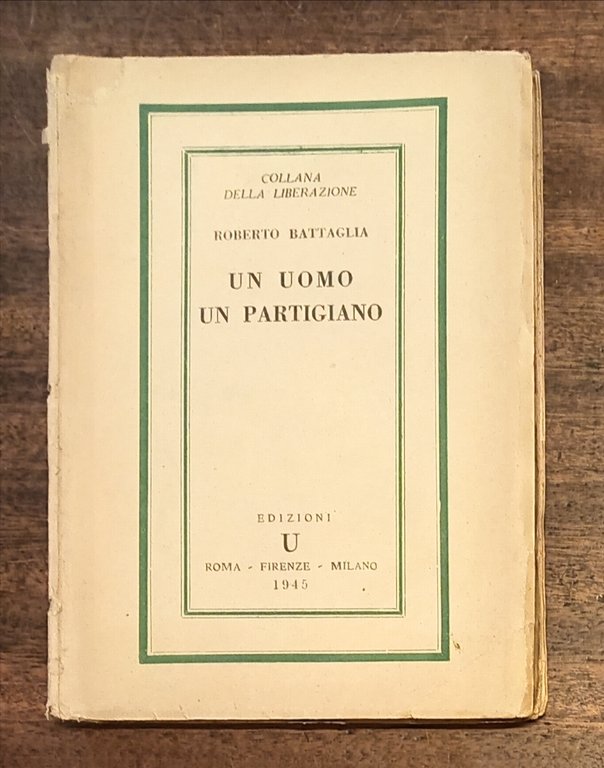 COLLANA
DELLA LIBERAZIONE
ROBERTO BATTAGLIA
UN UOMO
UN PARTIGIANO
EDIZIONI
U
ROMA - FIRENZE - MILANO
1945